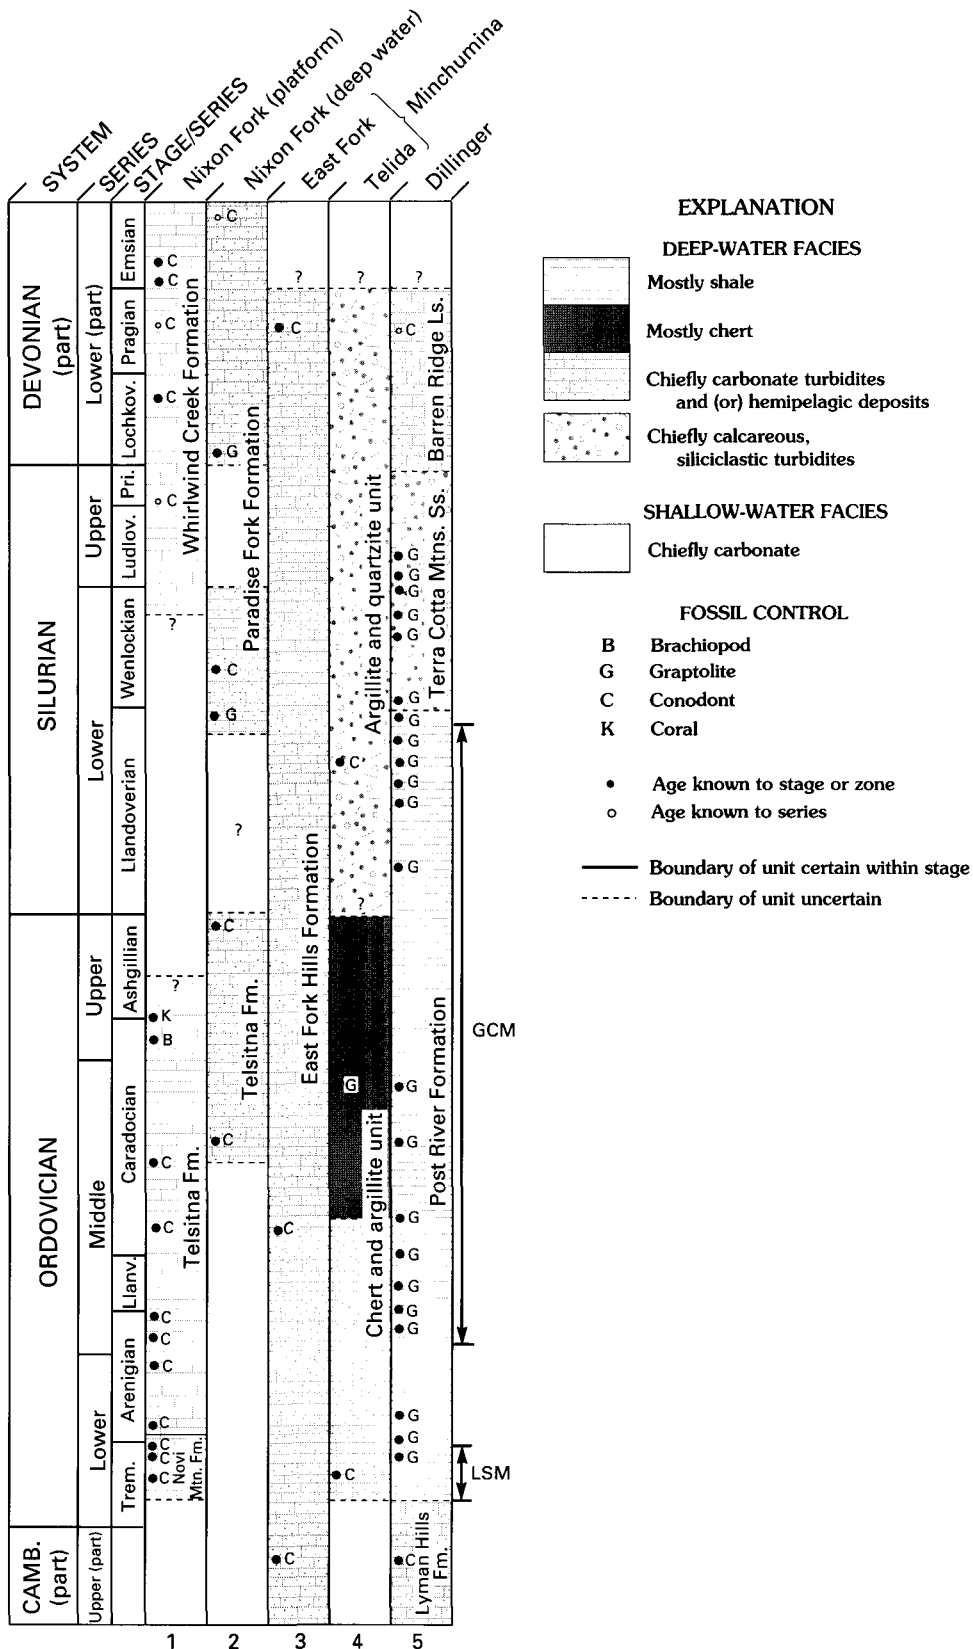 SYSTEM
SERIES
STAGE/SERIES
Nixon Fork (platform)
Nixon Fork (deep water)
East Fork
Telida
Minchumina
Dillinger
DEVONIAN
(part)
SILURIAN
ORDOVICIAN
CAMB.
(part)
Lower (part)
Upper
Lower
Upper
Middle
Lower
Upper (part)
Emsian
Pragian
Lochkov.
Pri.
Ludlov.
Wenlockian
Llandoverian
Ashgillian
Caradocian
Llanv.
Arenigian
Trem.
C
C
C
C
C
Whirlwind Creek Formation
?
?
K
B
C
C
Telsitna Fm.
C
C
C
C
C
C
C
Novi
Mtn. Fm.
1
C
G
Paradise Fork Formation
C
G
?
C
Telsitna Fm.
C
2
?
C
East Fork Hills Formation
C
C
3
?
Argillite and quartzite unit
C
?
G
Chert and argillite unit
C
4
?
C
Barren Ridge Ls.
Terra Cotta Mtns. Ss.
G
G
G
G
G
G
G
G
G
G
G
G
Post River Formation
G
G
G
G
G
G
G
G
G
G
C
Lyman Hills
Fm.
5
GCM
LSM
EXPLANATION
DEEP-WATER FACIES
Mostly shale
Mostly chert
Chiefly carbonate turbidites
and (or) hemipelagic deposits
Chiefly calcareous,
siliciclastic turbidites
SHALLOW-WATER FACIES
Chiefly carbonate
FOSSIL CONTROL
B Brachiopod
G Graptolite
C Conodont
K Coral
Age known to stage or zone
Age known to series
Boundary of unit certain within stage
Boundary of unit uncertain